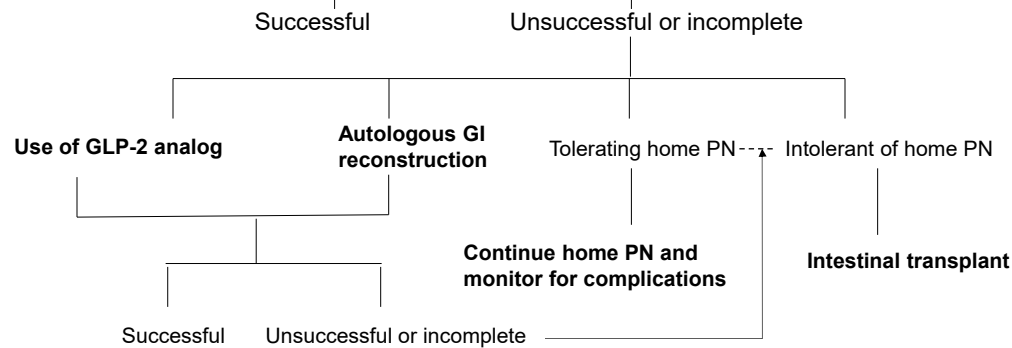 Successful
Unsuccessful or incomplete
Use of GLP-2 analog
Autologous GI
reconstruction
Tolerating home PN
Intolerant of home PN
Continue home PN and
monitor for complications
Intestinal transplant
Successful
Unsuccessful or incomplete